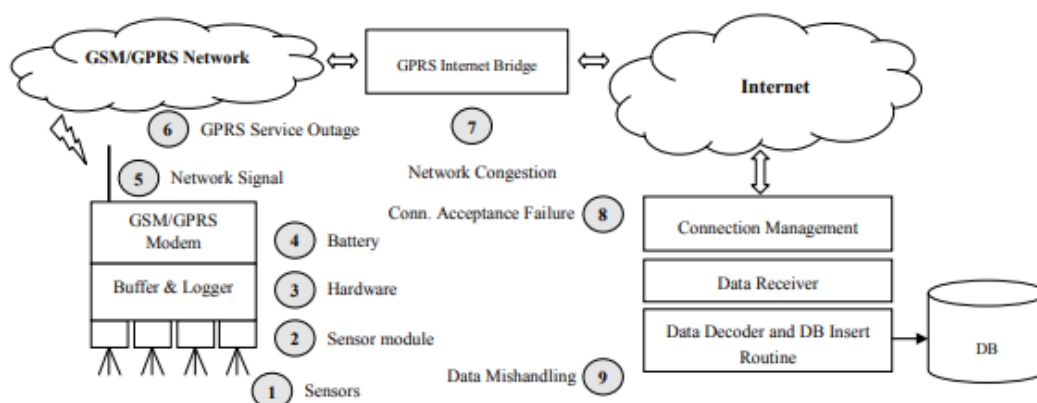 GSM/GPRS Network
GPRS Internet Bridge
Internet
6 GPRS Service Outage
7
Network Congestion
5 Network Signal
GSM/GPRS
Modem
4 Battery
Conn. Acceptance Failure 8
Connection Management
Buffer & Logger
3 Hardware
Data Receiver
2 Sensor module
Data Decoder and DB Insert
Routine
DB
1 Sensors
Data Mishandling 9